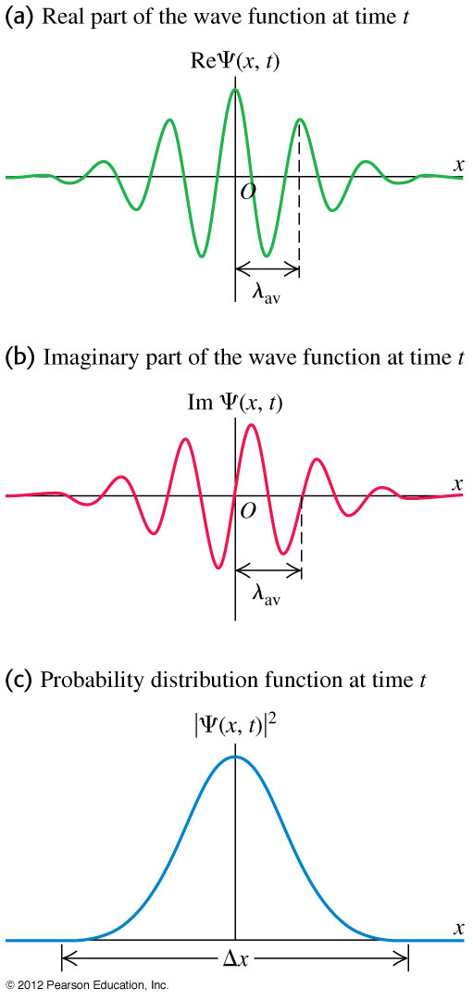 (a) Real part of the wave function at time t
ReΨ(x, t)
x
O
λav
(b) Imaginary part of the wave function at time t
Im Ψ(x, t)
x
O
λav
(c) Probability distribution function at time t
|Ψ(x, t)|²
x
Δx
© 2012 Pearson Education, Inc.